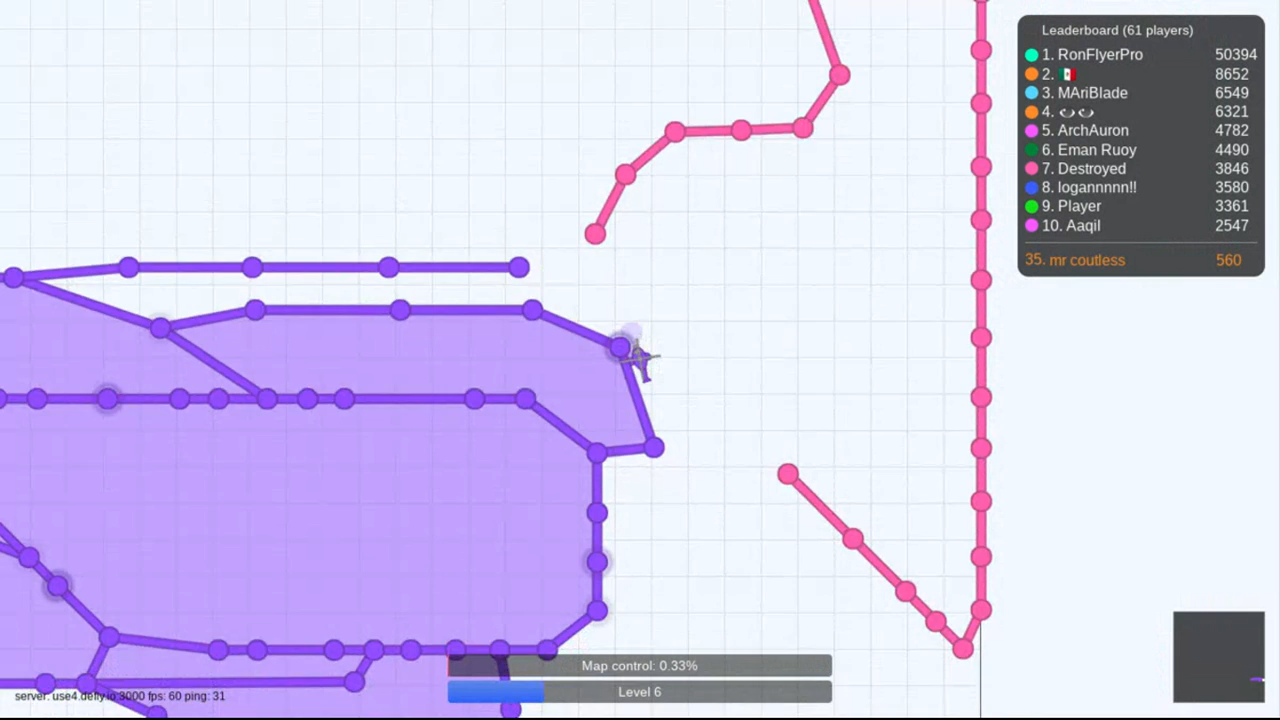 Leaderboard (61 players)
1. RonFlyerPro 50394
2. 🇲🇽 8652
3. MAriBlade 6549
4. 6321
5. ArchAuron 4782
6. Eman Ruoy 4490
7. Destroyed 3846
8. logannnnn!! 3580
9. Player 3361
10. Aaqil 2547
35. mr coutless 560
Map control: 0.33%
Level 6
server: use4.defly.io:3000 fps: 60 ping: 31